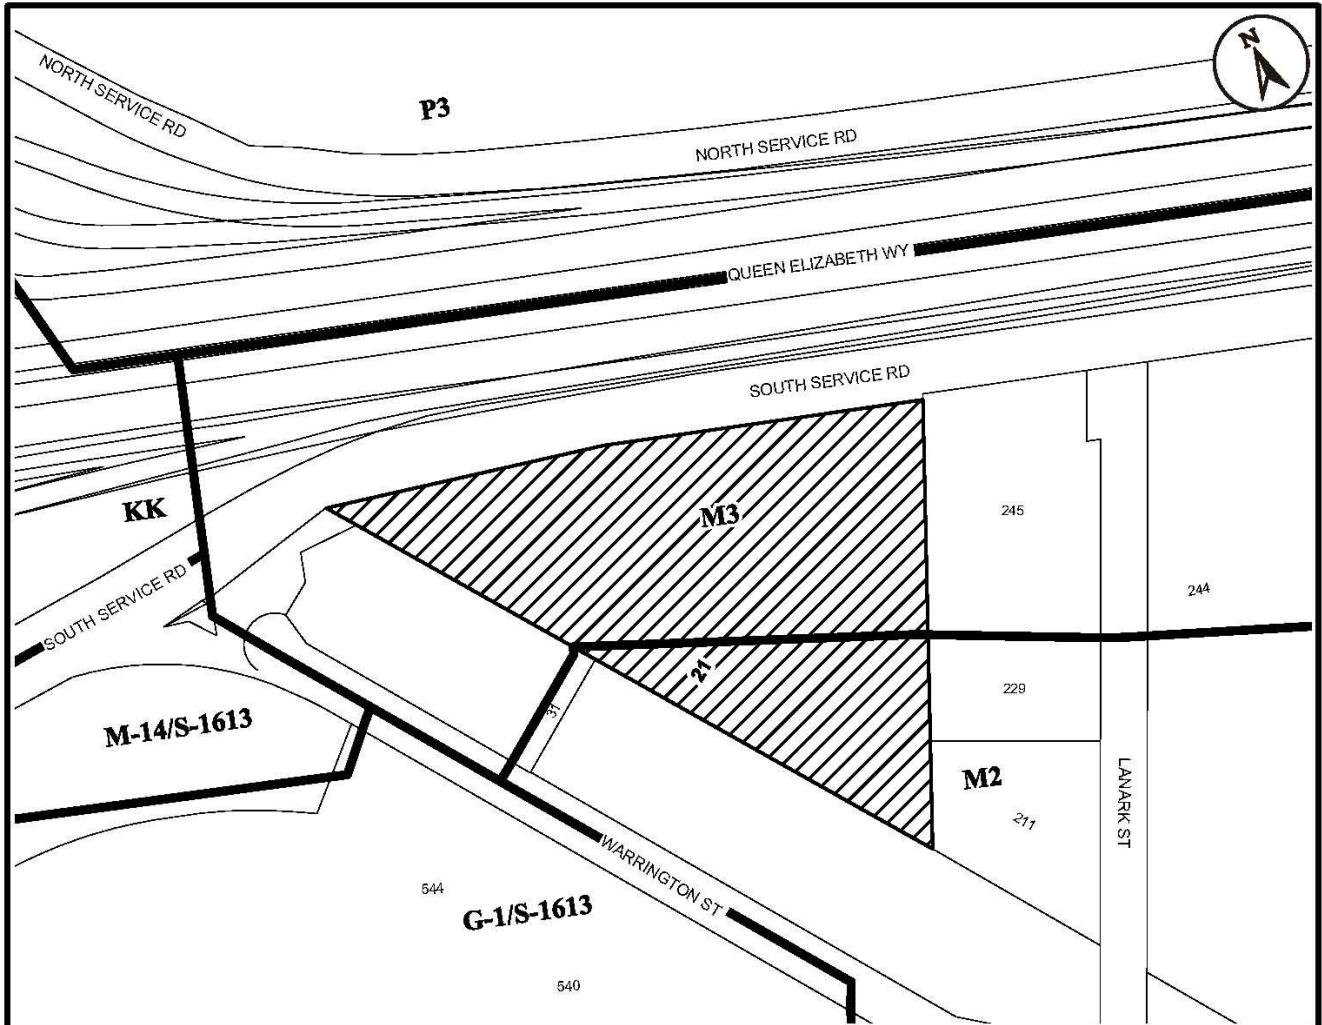 N
NORTH SERVICE RD
P3
NORTH SERVICE RD
QUEEN ELIZABETH WY
SOUTH SERVICE RD
KK
M3
245
244
SOUTH SERVICE RD
21
229
31
M-14/S-1613
M2
LANARK ST
211
WARRINGTON ST
544
G-1/S-1613
540